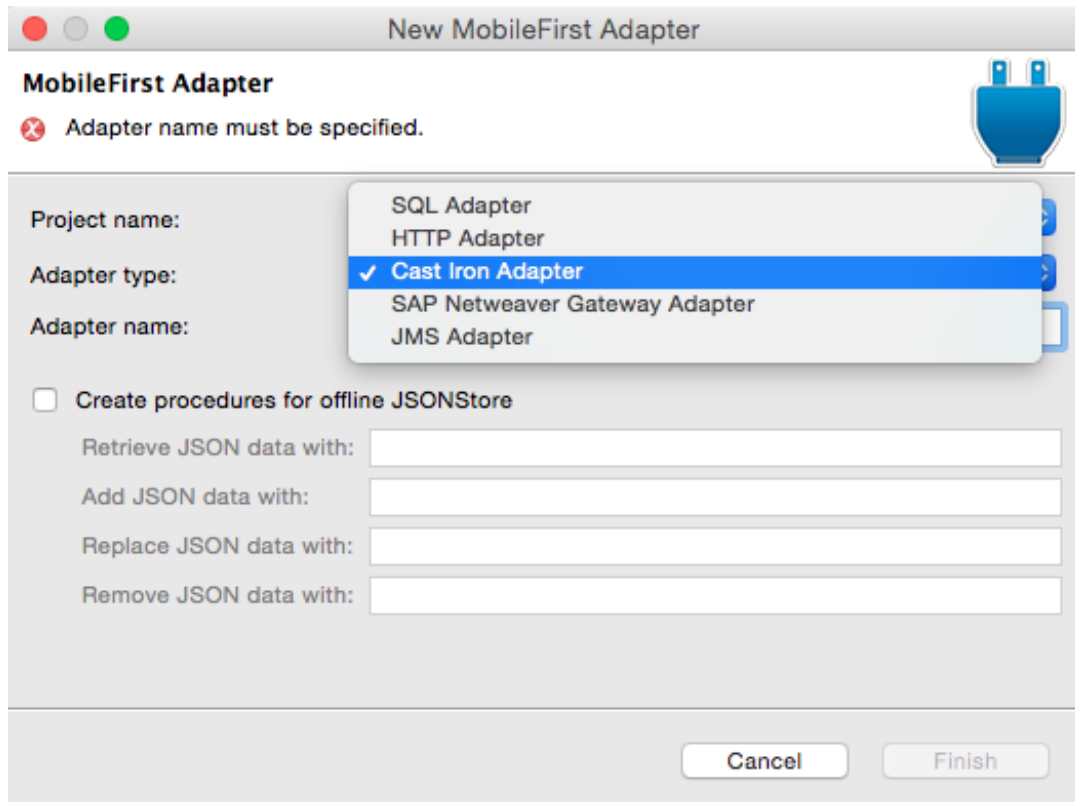 New MobileFirst Adapter
MobileFirst Adapter
Adapter name must be specified.
Project name:
SQL Adapter
HTTP Adapter
Adapter type:
✓ Cast Iron Adapter
SAP Netweaver Gateway Adapter
Adapter name:
JMS Adapter
Create procedures for offline JSONStore
Retrieve JSON data with:
Add JSON data with:
Replace JSON data with:
Remove JSON data with:
Cancel Finish